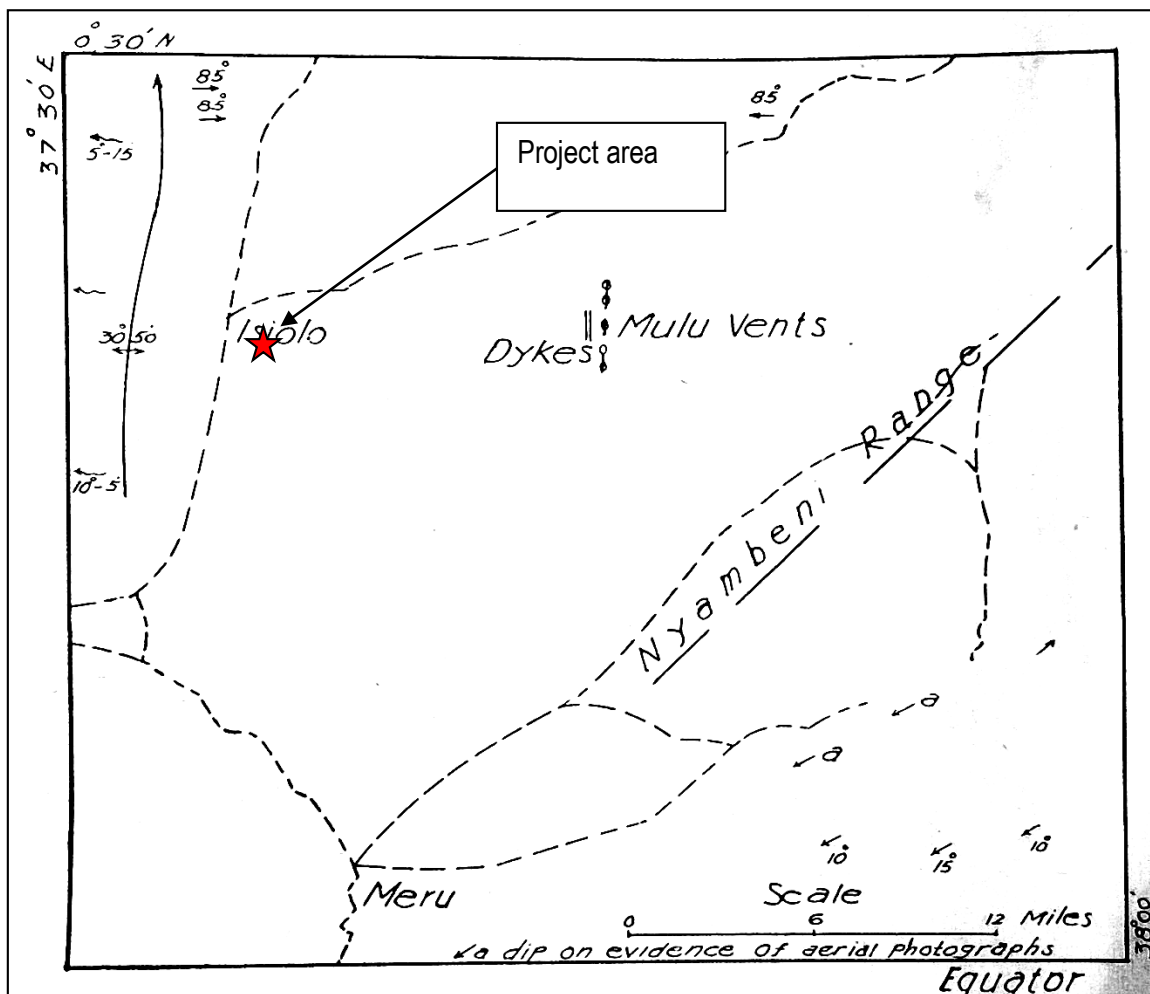 0° 30' N
37° 30' E
85°
85°
85°
5°-15
Project area
Isiolo
30° 50°
Mulu Vents
Dykes
Nyambeni Range
10°-5°
a
a
10°
15°
10°
Meru
Scale
0 6 12 Miles
a dip on evidence of aerial photographs
38°00'
Equator